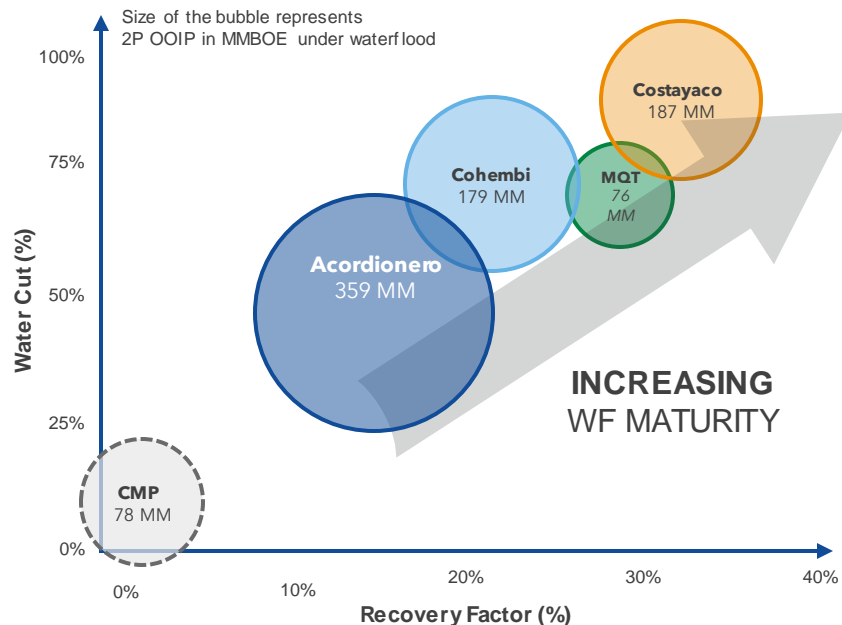 Size of the bubble represents
2P OOIP in MMBOE under waterflood
100%
75%
50%
25%
0%
Water Cut (%)
Costayaco
187 MM
Cohembi
179 MM
MQT
76
MM
Acordionero
359 MM
INCREASING
WF MATURITY
CMP
78 MM
0%
10%
20%
30%
40%
Recovery Factor (%)